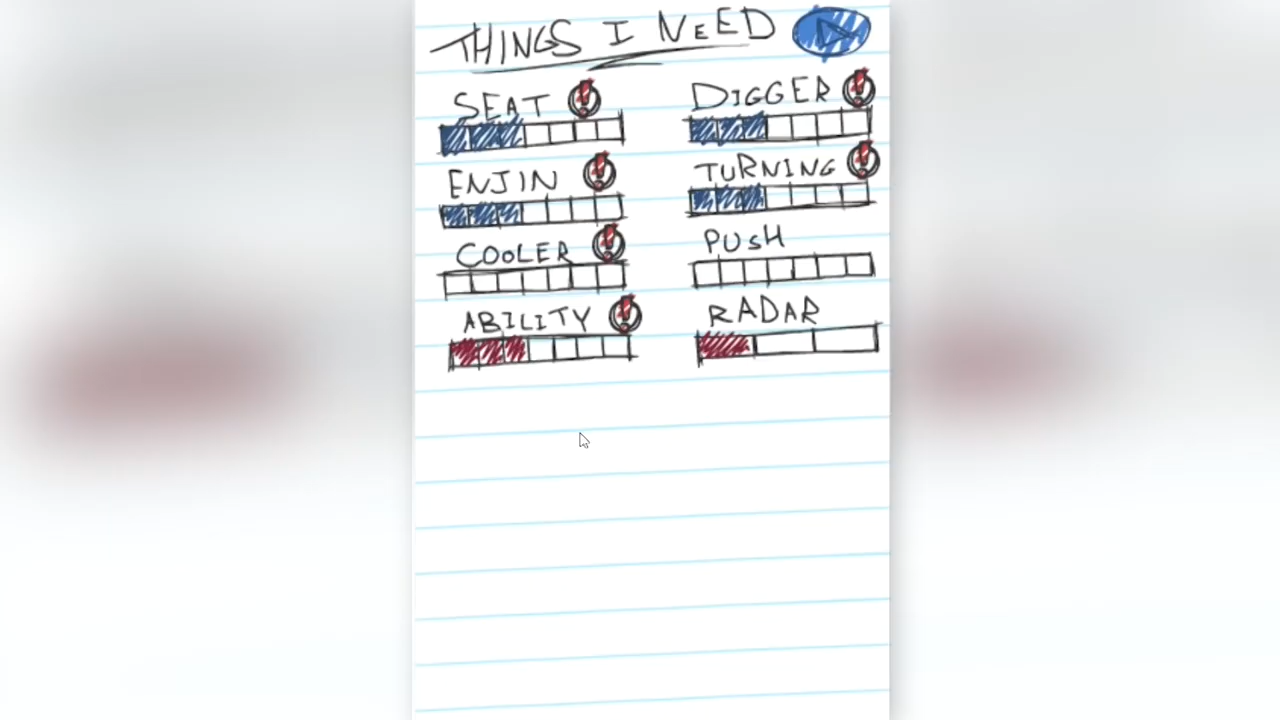 THINGS I NEED
SEAT
DIGGER
ENJIN
TURNING
COOLER
PUSH
ABILITY
RADAR